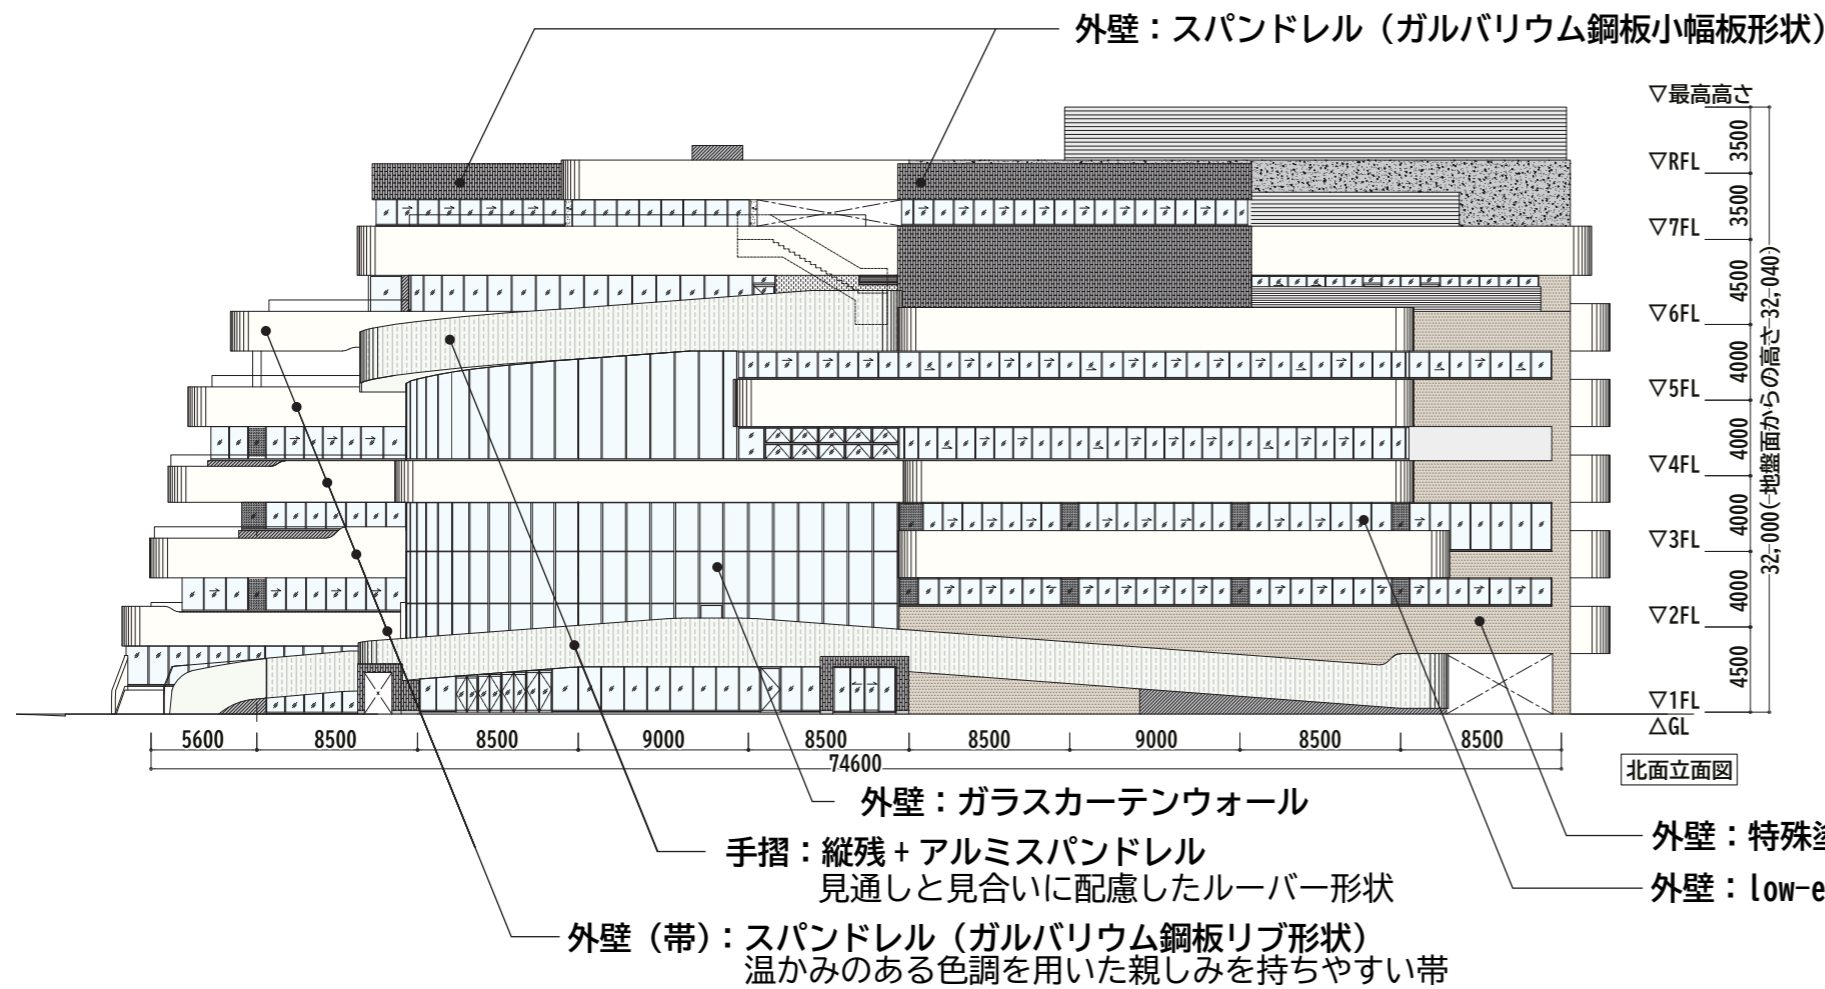 外壁：スパンドレル（ガルバリウム鋼板小幅板形状）
▽最高高さ
3500
▽RFL
3500
▽7FL
4500
▽6FL
4000
▽5FL
4000
▽4FL
4000
▽3FL
4000
▽2FL
4500
▽1FL
△GL
32,000(地盤面からの高さ32,040)
5600 8500 8500 9000 8500 8500 9000 8500 8500
74600
北面立面図
外壁：ガラスカーテンウォール
外壁：特殊塗
手摺：縦残 + アルミスパンドレル
見通しと見合いに配慮したルーバー形状
外壁：low-e
外壁（帯）：スパンドレル（ガルバリウム鋼板リブ形状）
温かみのある色調を用いた親しみを持ちやすい帯